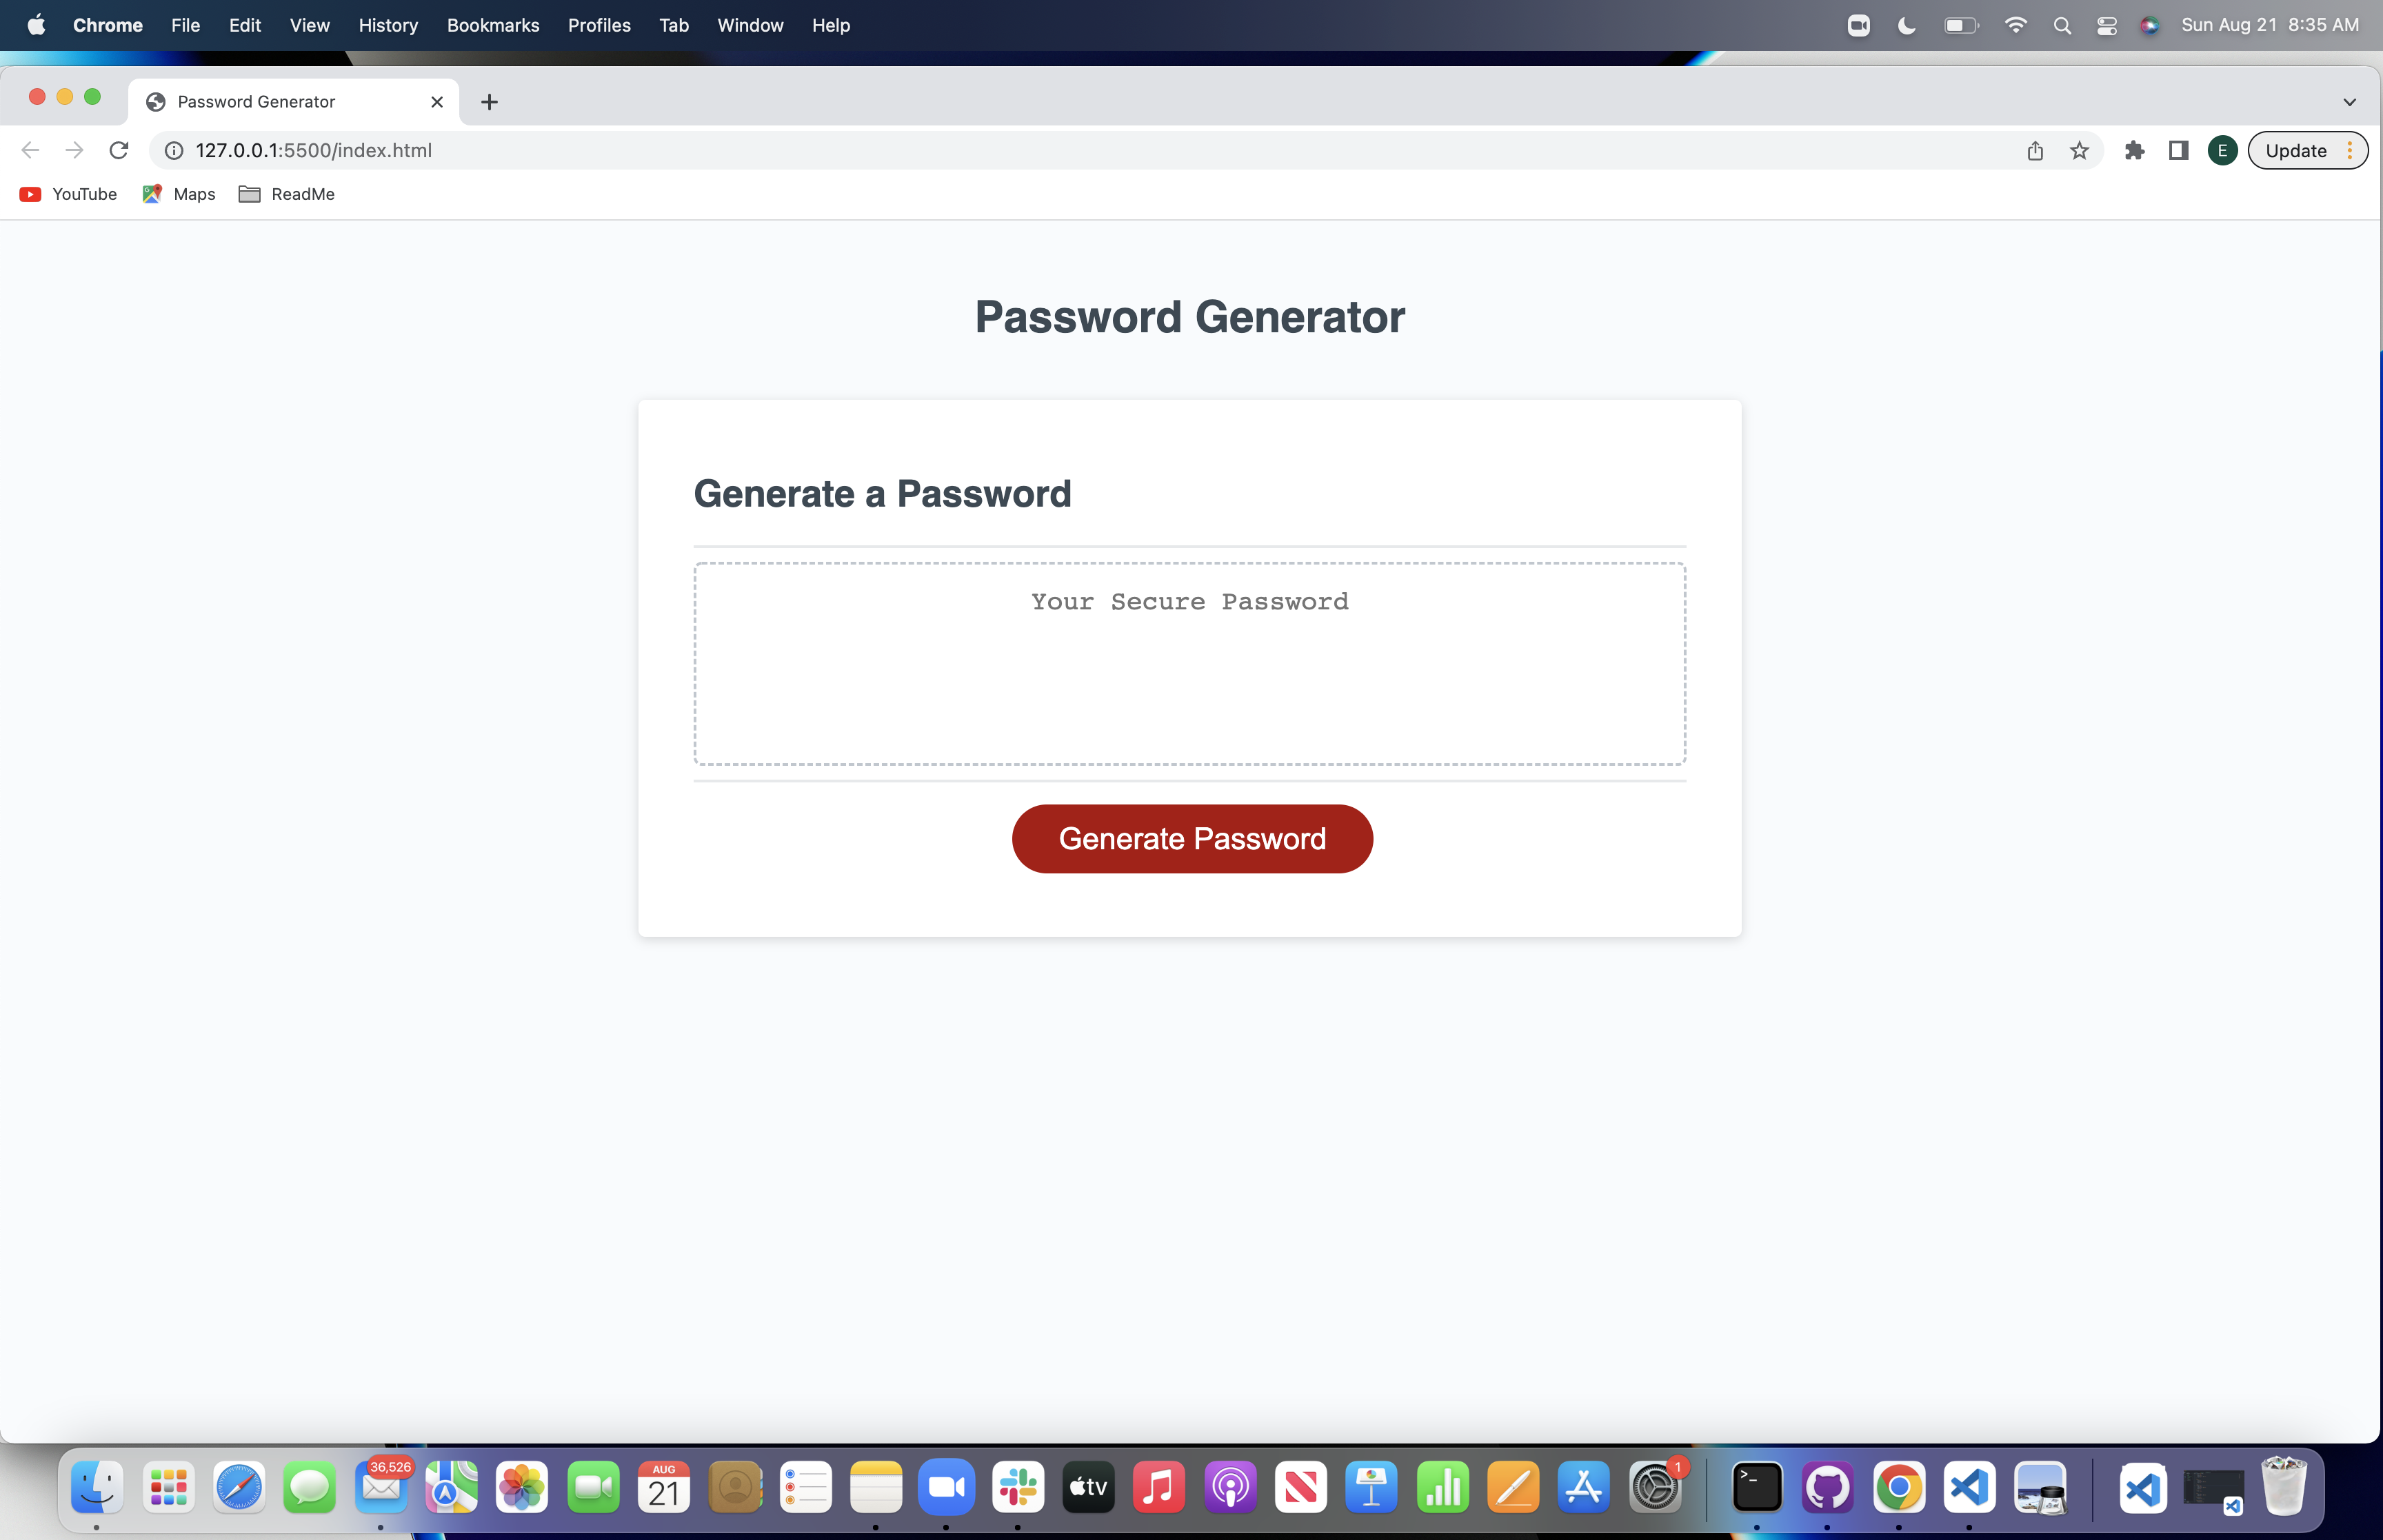 Chrome File Edit View History Bookmarks Profiles Tab Window Help Sun Aug 21 8:35 AM
Password Generator
127.0.0.1:5500/index.html E Update
YouTube Maps ReadMe
Password Generator
Generate a Password
Your Secure Password
Generate Password
36,526
AUG
21
tv
1
>_